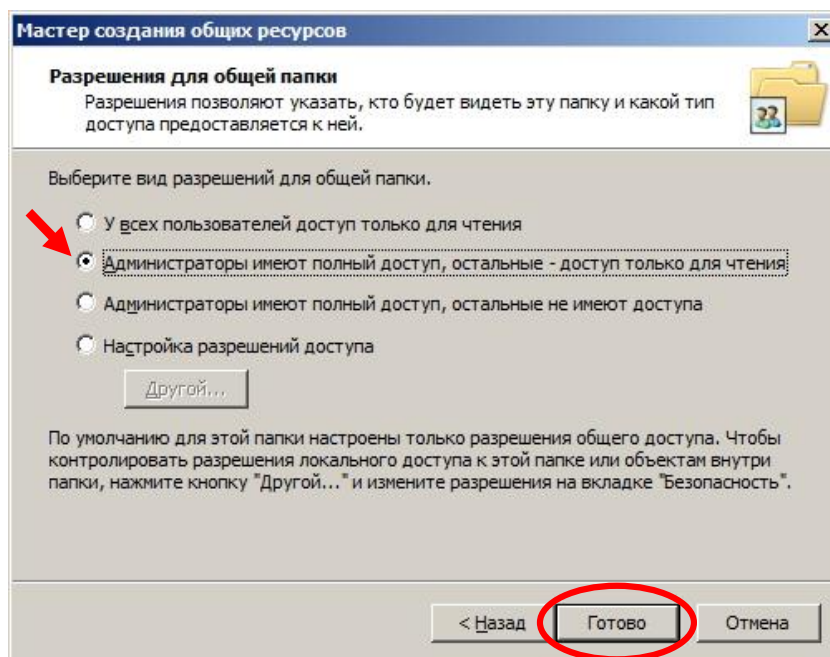 Мастер создания общих ресурсов
Разрешения для общей папки
Разрешения позволяют указать, кто будет видеть эту папку и какой тип
доступа предоставляется к ней.
Выберите вид разрешений для общей папки.
У всех пользователей доступ только для чтения
Администраторы имеют полный доступ, остальные - доступ только для чтения
Администраторы имеют полный доступ, остальные не имеют доступа
Настройка разрешений доступа
Другой...
По умолчанию для этой папки настроены только разрешения общего доступа. Чтобы
контролировать разрешения локального доступа к этой папке или объектам внутри
папки, нажмите кнопку "Другой..." и измените разрешения на вкладке "Безопасность".
< Назад Готово Отмена